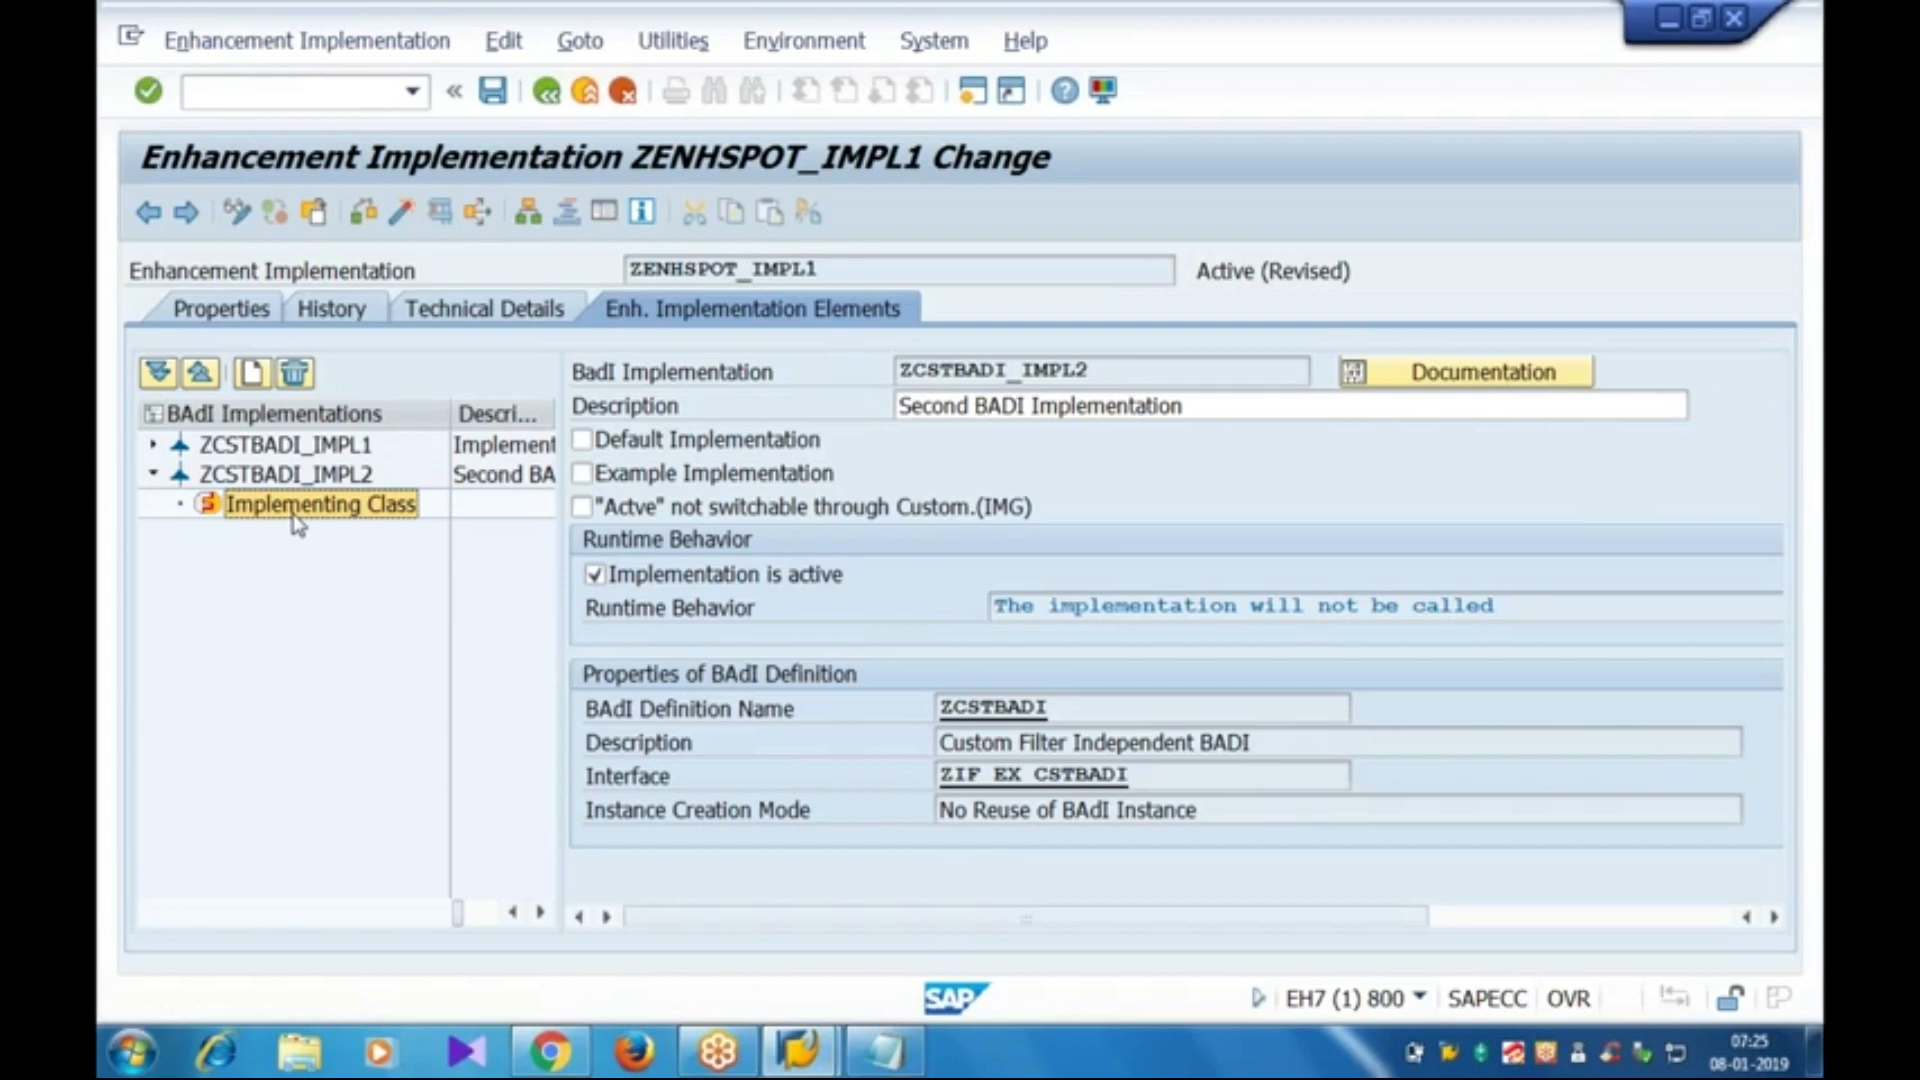 Enhancement Implementation Edit Goto Utilities Environment System Help
Enhancement Implementation ZENHSPOT_IMPL1 Change
Enhancement Implementation ZENHSPOT_IMPL1 Active (Revised)
Properties History Technical Details Enh. Implementation Elements
BadI Implementation ZCSTBADI_IMPL2 Documentation
Description Second BADI Implementation
BAdI Implementations Descri...
Default Implementation
ZCSTBADI_IMPL1 Implement
ZCSTBADI_IMPL2 Second BA
Example Implementation
Implementing Class
"Actve" not switchable through Custom.(IMG)
Runtime Behavior
Implementation is active
Runtime Behavior The implementation will not be called
Properties of BAdI Definition
BAdI Definition Name ZCSTBADI
Description Custom Filter Independent BADI
Interface ZIF_EX_CSTBADI
Instance Creation Mode No Reuse of BAdI Instance
SAP EH7 (1) 800 SAPECC OVR
07:25
08-01-2019